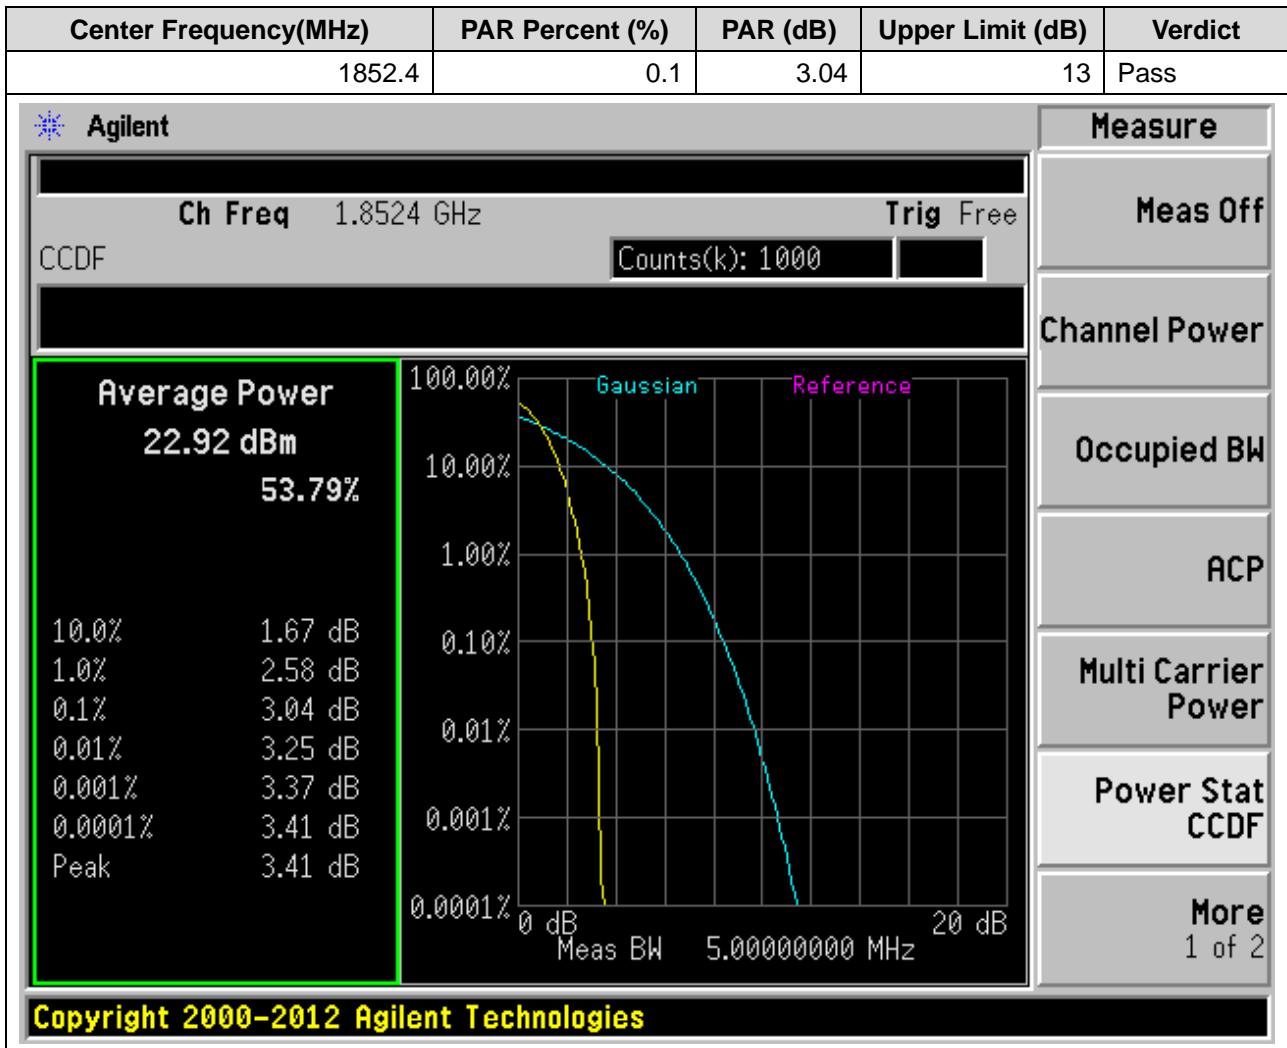 Center Frequency(MHz) PAR Percent (%) PAR (dB) Upper Limit (dB) Verdict
1852.4 0.1 3.04 13 Pass
Agilent
Measure
Ch Freq 1.8524 GHz Trig Free
CCDF Counts(k): 1000
Meas Off
Channel Power
Occupied BW
ACP
Multi Carrier
Power
Power Stat
CCDF
More
1 of 2
Average Power
22.92 dBm
53.79%
10.0% 1.67 dB
1.0% 2.58 dB
0.1% 3.04 dB
0.01% 3.25 dB
0.001% 3.37 dB
0.0001% 3.41 dB
Peak 3.41 dB
Gaussian Reference
100.00%
10.00%
1.00%
0.10%
0.01%
0.001%
0.0001%
0 dB 20 dB
Meas BW 5.00000000 MHz
Copyright 2000-2012 Agilent Technologies